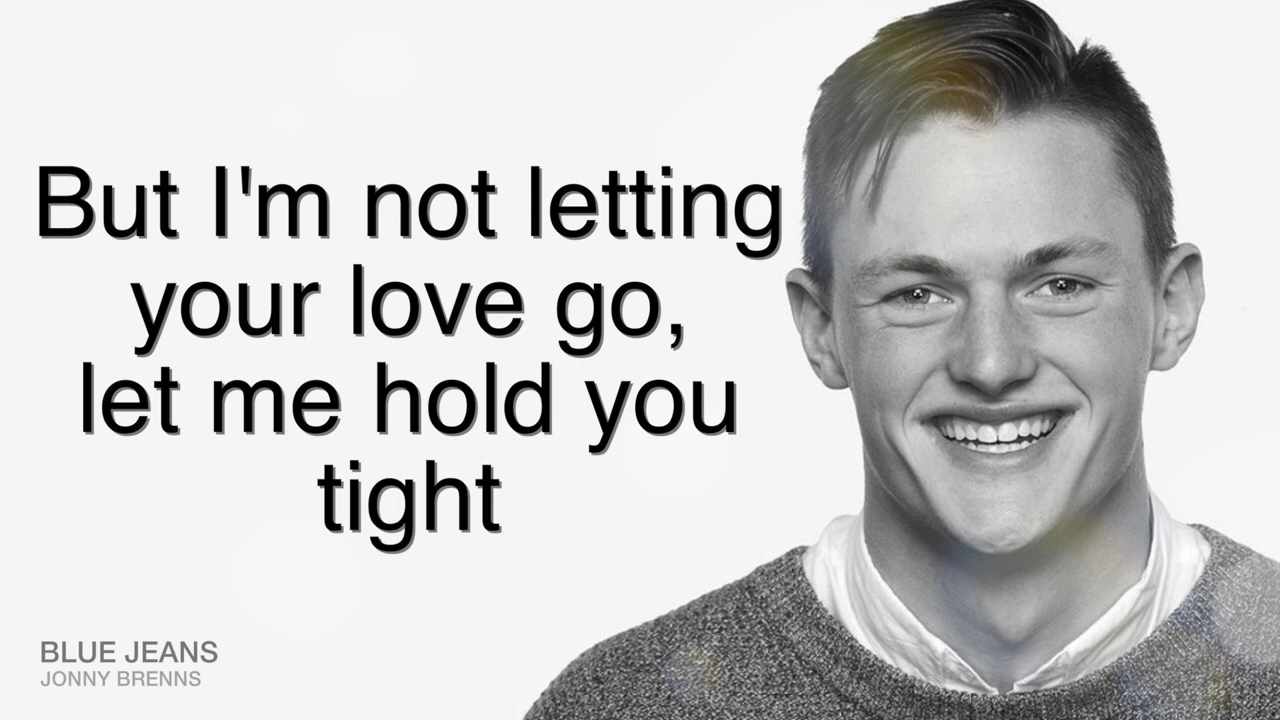 But I'm not letting
your love go,
let me hold you
tight
BLUE JEANS
JONNY BRENNS